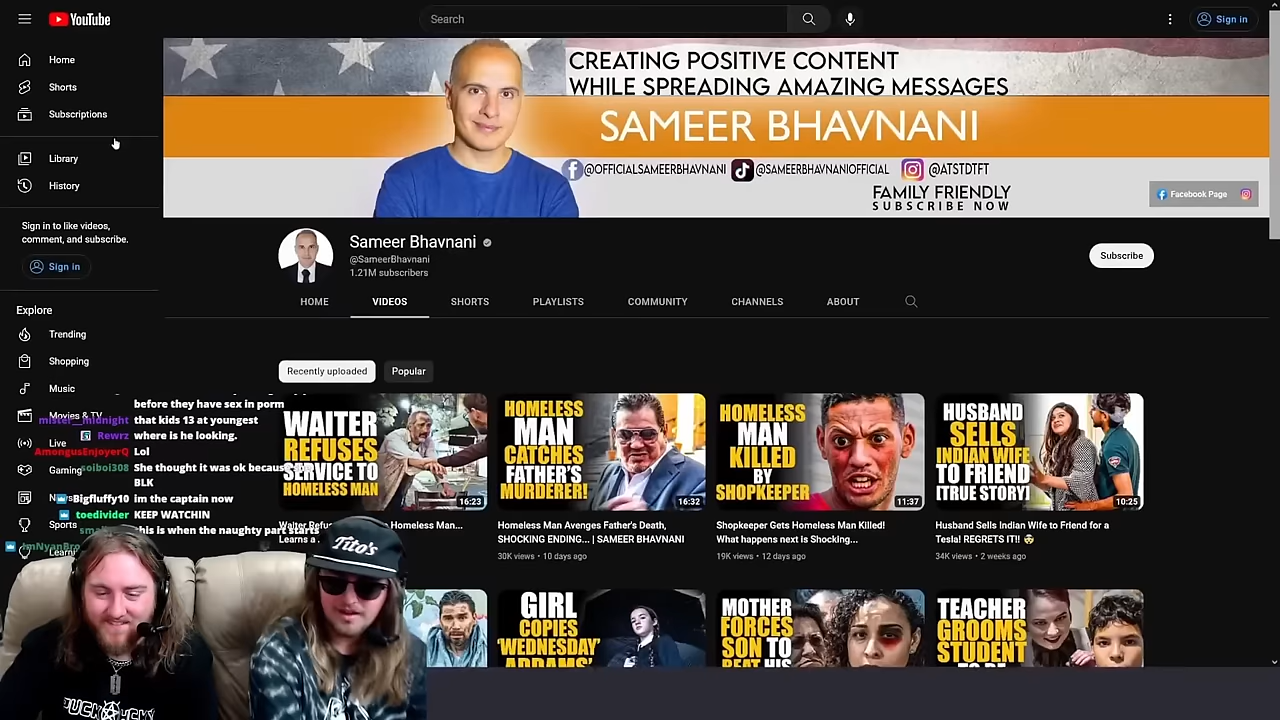 YouTube
Search
Sign in
Home
Shorts
Subscriptions
Library
History
Sign in to like videos,
comment, and subscribe.
Sign in
Explore
Trending
Shopping
Music
Movies & TV
Live
Gaming
Sports
CREATING POSITIVE CONTENT
WHILE SPREADING AMAZING MESSAGES
SAMEER BHAVNANI
@OFFICIALSAMEERBHAVNANI
@SAMEERBHAVNANIOFFICIAL
@ATSTDTFT
FAMILY FRIENDLY
SUBSCRIBE NOW
Facebook Page
Sameer Bhavnani
@SameerBhavnani
1.21M subscribers
Subscribe
HOME
VIDEOS
SHORTS
PLAYLISTS
COMMUNITY
CHANNELS
ABOUT
Recently uploaded
Popular
before they have sex in porm
mister__midnight that kids 13 at youngest
Rewrz where is he looking.
AmongusEnjoyerQ Lol
soiboi308 She thought it was ok because
BLK
Bigfluffy10 im the captain now
toedivider KEEP WATCHIN
this is when the naughty part starts
WAITER
REFUSES
SERVICE TO
HOMELESS MAN
16:23
Homeless Man...
Learns a
HOMELESS
MAN
CATCHES
FATHER'S
MURDERER!
16:32
Homeless Man Avenges Father's Death,
SHOCKING ENDING... | SAMEER BHAVNANI
30K views • 10 days ago
HOMELESS
MAN
KILLED
BY
SHOPKEEPER
11:37
Shopkeeper Gets Homeless Man Killed!
What happens next is Shocking...
19K views • 12 days ago
HUSBAND
SELLS
INDIAN WIFE
TO FRIEND
[TRUE STORY]
10:25
Husband Sells Indian Wife to Friend for a
Tesla! REGRETS IT!!
34K views • 2 weeks ago
GIRL
COPIES
'WEDNESDAY
ADDAMS'
MOTHER
FORCES
SON TO
BEAT HIS
TEACHER
GROOMS
STUDENT
TO BE
Tito's